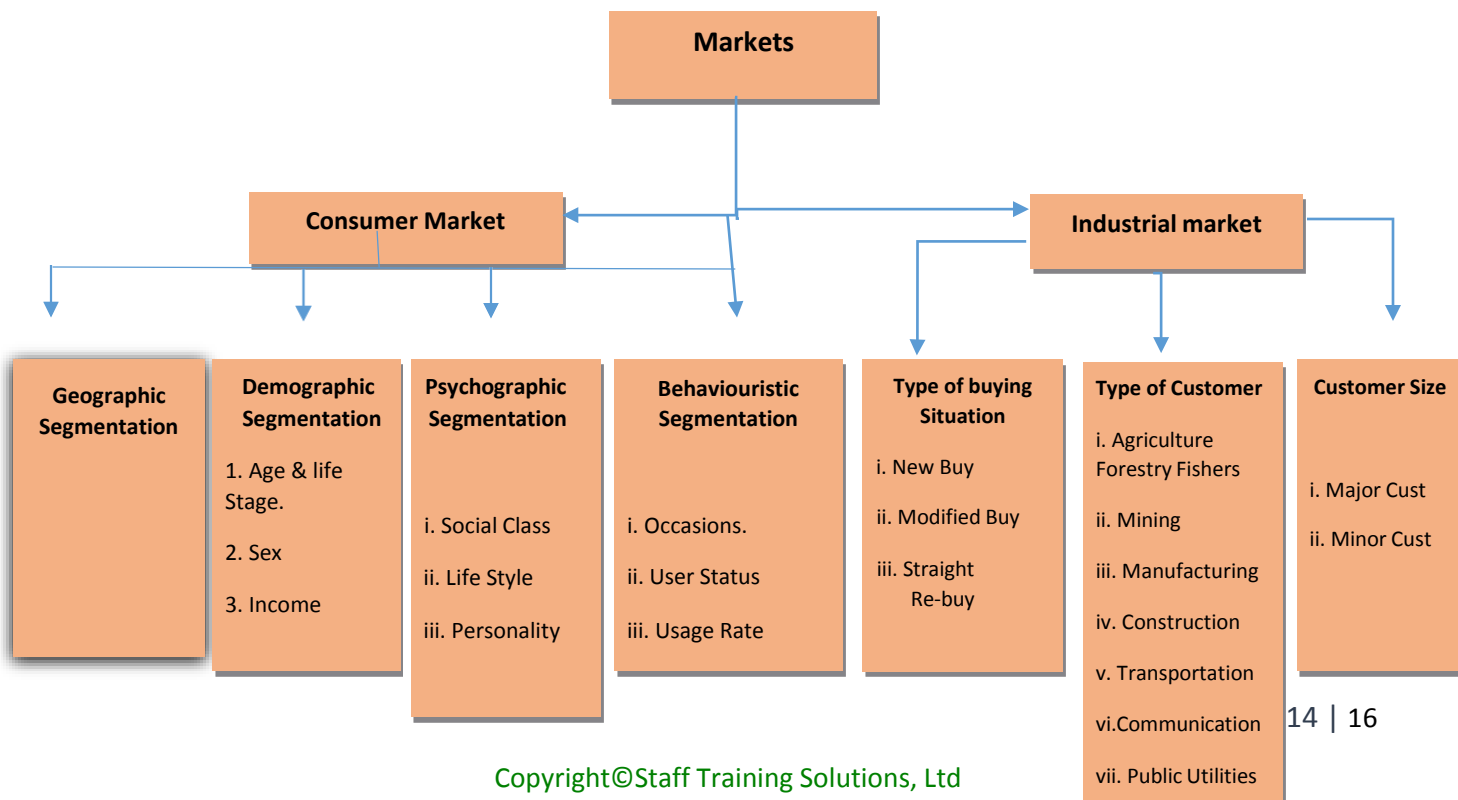 Markets
Consumer Market
Industrial market
Geographic
Segmentation
Demographic
Segmentation
1. Age & life
Stage.
2. Sex
3. Income
Psychographic
Segmentation
i. Social Class
ii. Life Style
iii. Personality
Behaviouristic
Segmentation
i. Occasions.
ii. User Status
iii. Usage Rate
Type of buying
Situation
i. New Buy
ii. Modified Buy
iii. Straight
Re-buy
Type of Customer
i. Agriculture
Forestry Fishers
ii. Mining
iii. Manufacturing
iv. Construction
v. Transportation
vi.Communication
vii. Public Utilities
Customer Size
i. Major Cust
ii. Minor Cust
14 | 16
Copyright©Staff Training Solutions, Ltd